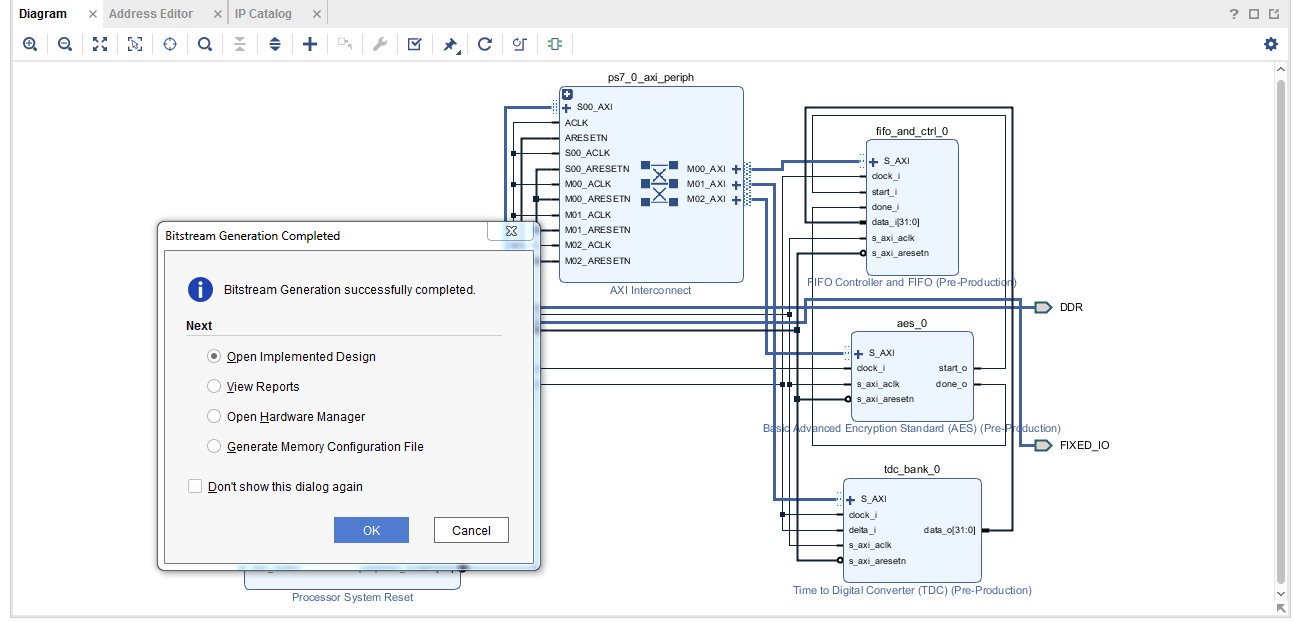 Diagram
Address Editor
IP Catalog
ps7_0_axi_periph
S00_AXI
ACLK
ARESETN
S00_ACLK
S00_ARESETN
M00_ACLK
M00_ARESETN
M01_ACLK
M01_ARESETN
M02_ACLK
M02_ARESETN
M00_AXI
M01_AXI
M02_AXI
AXI Interconnect
fifo_and_ctrl_0
S_AXI
clock_i
start_i
done_i
data_i[31:0]
s_axi_aclk
s_axi_aresetn
FIFO Controller and FIFO (Pre-Production)
DDR
aes_0
S_AXI
clock_i
s_axi_aclk
s_axi_aresetn
start_o
done_o
Basic Advanced Encryption Standard (AES) (Pre-Production)
FIXED_IO
tdc_bank_0
S_AXI
clock_i
delta_i
s_axi_aclk
s_axi_aresetn
data_o[31:0]
Time to Digital Converter (TDC) (Pre-Production)
Bitstream Generation Completed
Bitstream Generation successfully completed.
Next
Open Implemented Design
View Reports
Open Hardware Manager
Generate Memory Configuration File
Don't show this dialog again
OK
Cancel
Processor System Reset